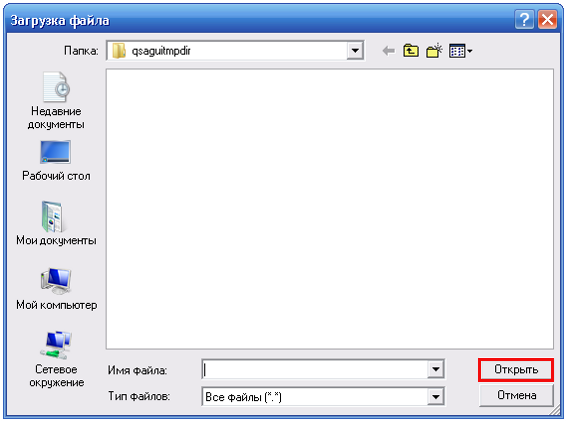 Загрузка файла
Папка:
qsaguitmpdir
Недавние
документы
Рабочий стол
Мои документы
Мой компьютер
Сетевое
окружение
Имя файла:
Открыть
Тип файлов:
Все файлы (*.*)
Отмена